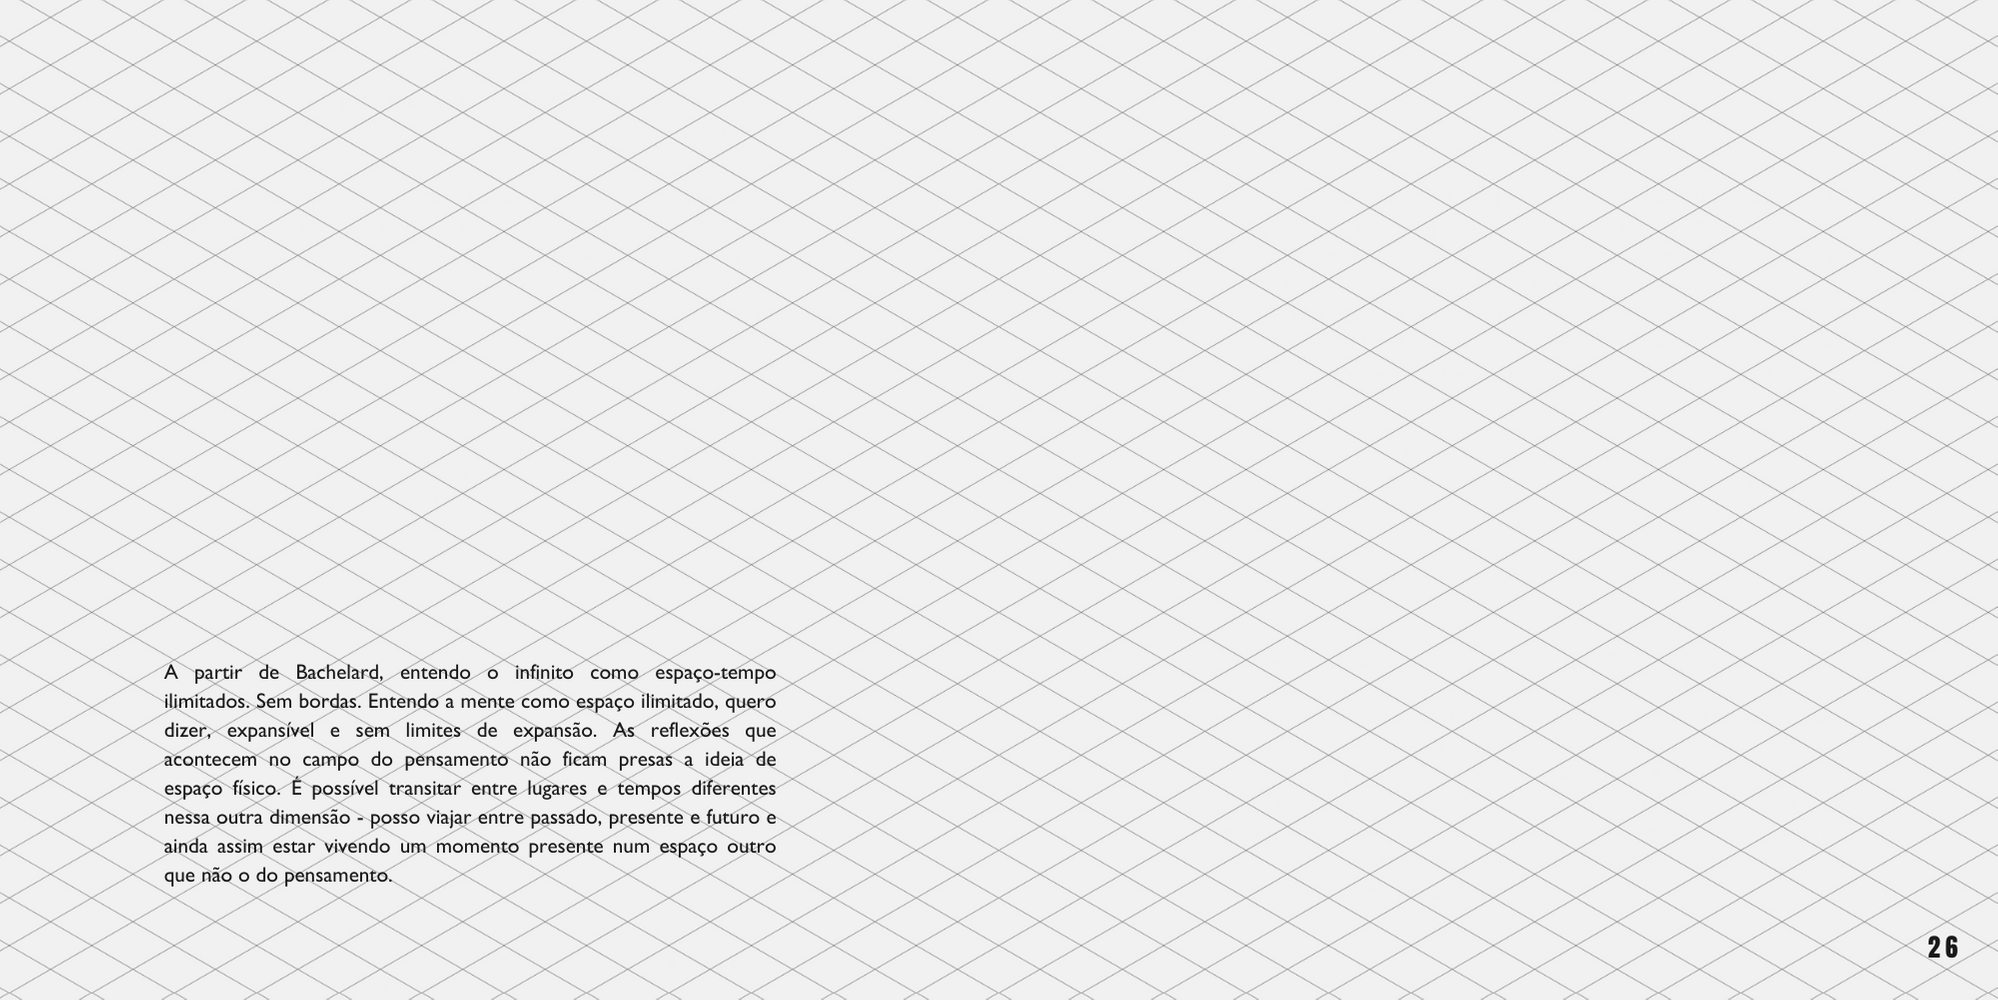 A partir de Bachelard, entendo o infinito como espaço-tempo
ilimitados. Sem bordas. Entendo a mente como espaço ilimitado, quero
dizer, expansível e sem limites de expansão. As reflexões que
acontecem no campo do pensamento não ficam presas a ideia de
espaço físico. É possível transitar entre lugares e tempos diferentes
nessa outra dimensão - posso viajar entre passado, presente e futuro e
ainda assim estar vivendo um momento presente num espaço outro
que não o do pensamento.
26